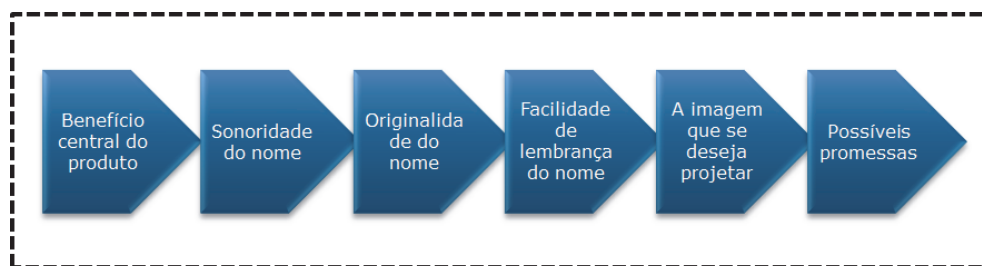 Benefício
central do
produto
Sonoridade
do nome
Originalida
de do
nome
Facilidade
de
lembrança
do nome
A imagem
que se
deseja
projetar
Possíveis
promessas